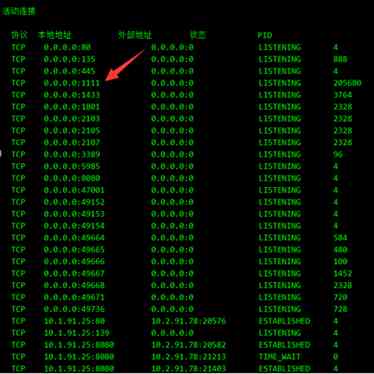 活动连接
协议 本地地址 外部地址 状态 PID
TCP 0.0.0.0:80 0.0.0.0:0 LISTENING 4
TCP 0.0.0.0:135 0.0.0.0:0 LISTENING 888
TCP 0.0.0.0:445 0.0.0.0:0 LISTENING 4
TCP 0.0.0.0:1111 0.0.0.0:0 LISTENING 205680
TCP 0.0.0.0:1433 0.0.0.0:0 LISTENING 3764
TCP 0.0.0.0:1801 0.0.0.0:0 LISTENING 2328
TCP 0.0.0.0:2103 0.0.0.0:0 LISTENING 2328
TCP 0.0.0.0:2105 0.0.0.0:0 LISTENING 2328
TCP 0.0.0.0:2107 0.0.0.0:0 LISTENING 2328
TCP 0.0.0.0:3389 0.0.0.0:0 LISTENING 96
TCP 0.0.0.0:5985 0.0.0.0:0 LISTENING 4
TCP 0.0.0.0:8080 0.0.0.0:0 LISTENING 4
TCP 0.0.0.0:47001 0.0.0.0:0 LISTENING 4
TCP 0.0.0.0:49152 0.0.0.0:0 LISTENING 4
TCP 0.0.0.0:49153 0.0.0.0:0 LISTENING 4
TCP 0.0.0.0:49154 0.0.0.0:0 LISTENING 4
TCP 0.0.0.0:49664 0.0.0.0:0 LISTENING 584
TCP 0.0.0.0:49665 0.0.0.0:0 LISTENING 480
TCP 0.0.0.0:49666 0.0.0.0:0 LISTENING 100
TCP 0.0.0.0:49667 0.0.0.0:0 LISTENING 1452
TCP 0.0.0.0:49668 0.0.0.0:0 LISTENING 2328
TCP 0.0.0.0:49671 0.0.0.0:0 LISTENING 720
TCP 0.0.0.0:49736 0.0.0.0:0 LISTENING 728
TCP 10.1.91.25:80 10.2.91.78:20576 ESTABLISHED 4
TCP 10.1.91.25:139 0.0.0.0:0 LISTENING 4
TCP 10.1.91.25:8080 10.2.91.78:20582 ESTABLISHED 4
TCP 10.1.91.25:8080 10.2.91.78:21213 TIME_WAIT 0
TCP 10.1.91.25:8080 10.2.91.78:21403 ESTABLISHED 4